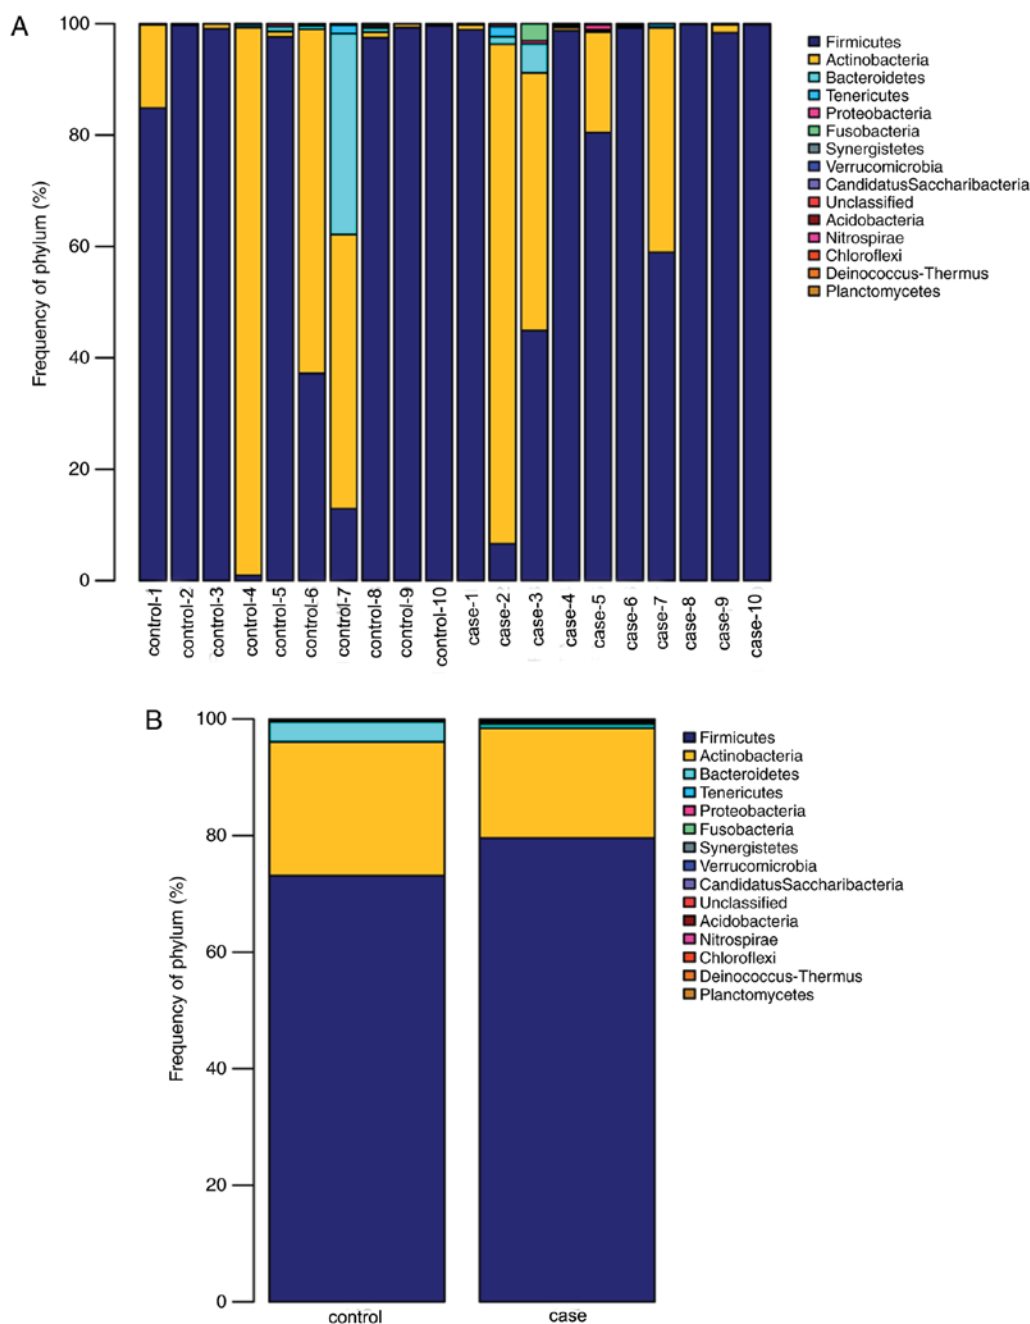 A
Frequency of phylum (%)
100
80
60
40
20
0
control-1
control-2
control-3
control-4
control-5
control-6
control-7
control-8
control-9
control-10
case-1
case-2
case-3
case-4
case-5
case-6
case-7
case-8
case-9
case-10
Firmicutes
Actinobacteria
Bacteroidetes
Tenericutes
Proteobacteria
Fusobacteria
Synergistetes
Verrucomicrobia
CandidatusSaccharibacteria
Unclassified
Acidobacteria
Nitrospirae
Chloroflexi
Deinococcus-Thermus
Planctomycetes
B
Frequency of phylum (%)
100
80
60
40
20
0
control
case
Firmicutes
Actinobacteria
Bacteroidetes
Tenericutes
Proteobacteria
Fusobacteria
Synergistetes
Verrucomicrobia
CandidatusSaccharibacteria
Unclassified
Acidobacteria
Nitrospirae
Chloroflexi
Deinococcus-Thermus
Planctomycetes